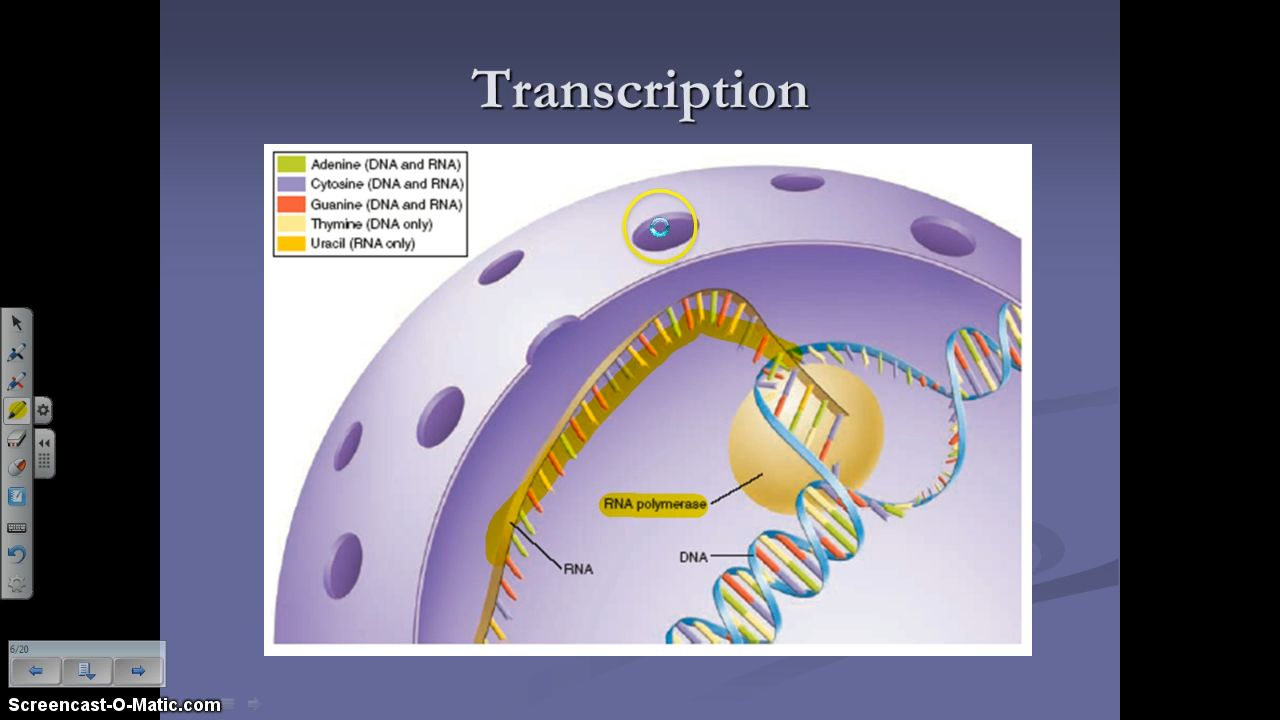 Transcription
Adenine (DNA and RNA)
Cytosine (DNA and RNA)
Guanine (DNA and RNA)
Thymine (DNA only)
Uracil (RNA only)
RNA polymerase
DNA
RNA
6/20
Screencast-O-Matic.com